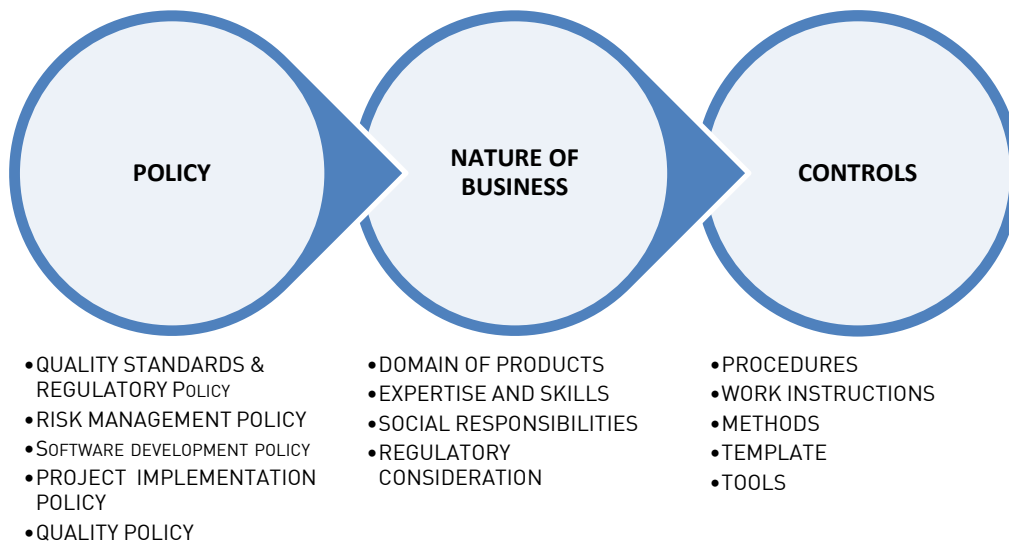 POLICY
NATURE OF
BUSINESS
CONTROLS
•QUALITY STANDARDS &
REGULATORY POLICY
•RISK MANAGEMENT POLICY
•SOFTWARE DEVELOPMENT POLICY
•PROJECT IMPLEMENTATION
POLICY
•QUALITY POLICY
•DOMAIN OF PRODUCTS
•EXPERTISE AND SKILLS
•SOCIAL RESPONSIBILITIES
•REGULATORY
CONSIDERATION
•PROCEDURES
•WORK INSTRUCTIONS
•METHODS
•TEMPLATE
•TOOLS